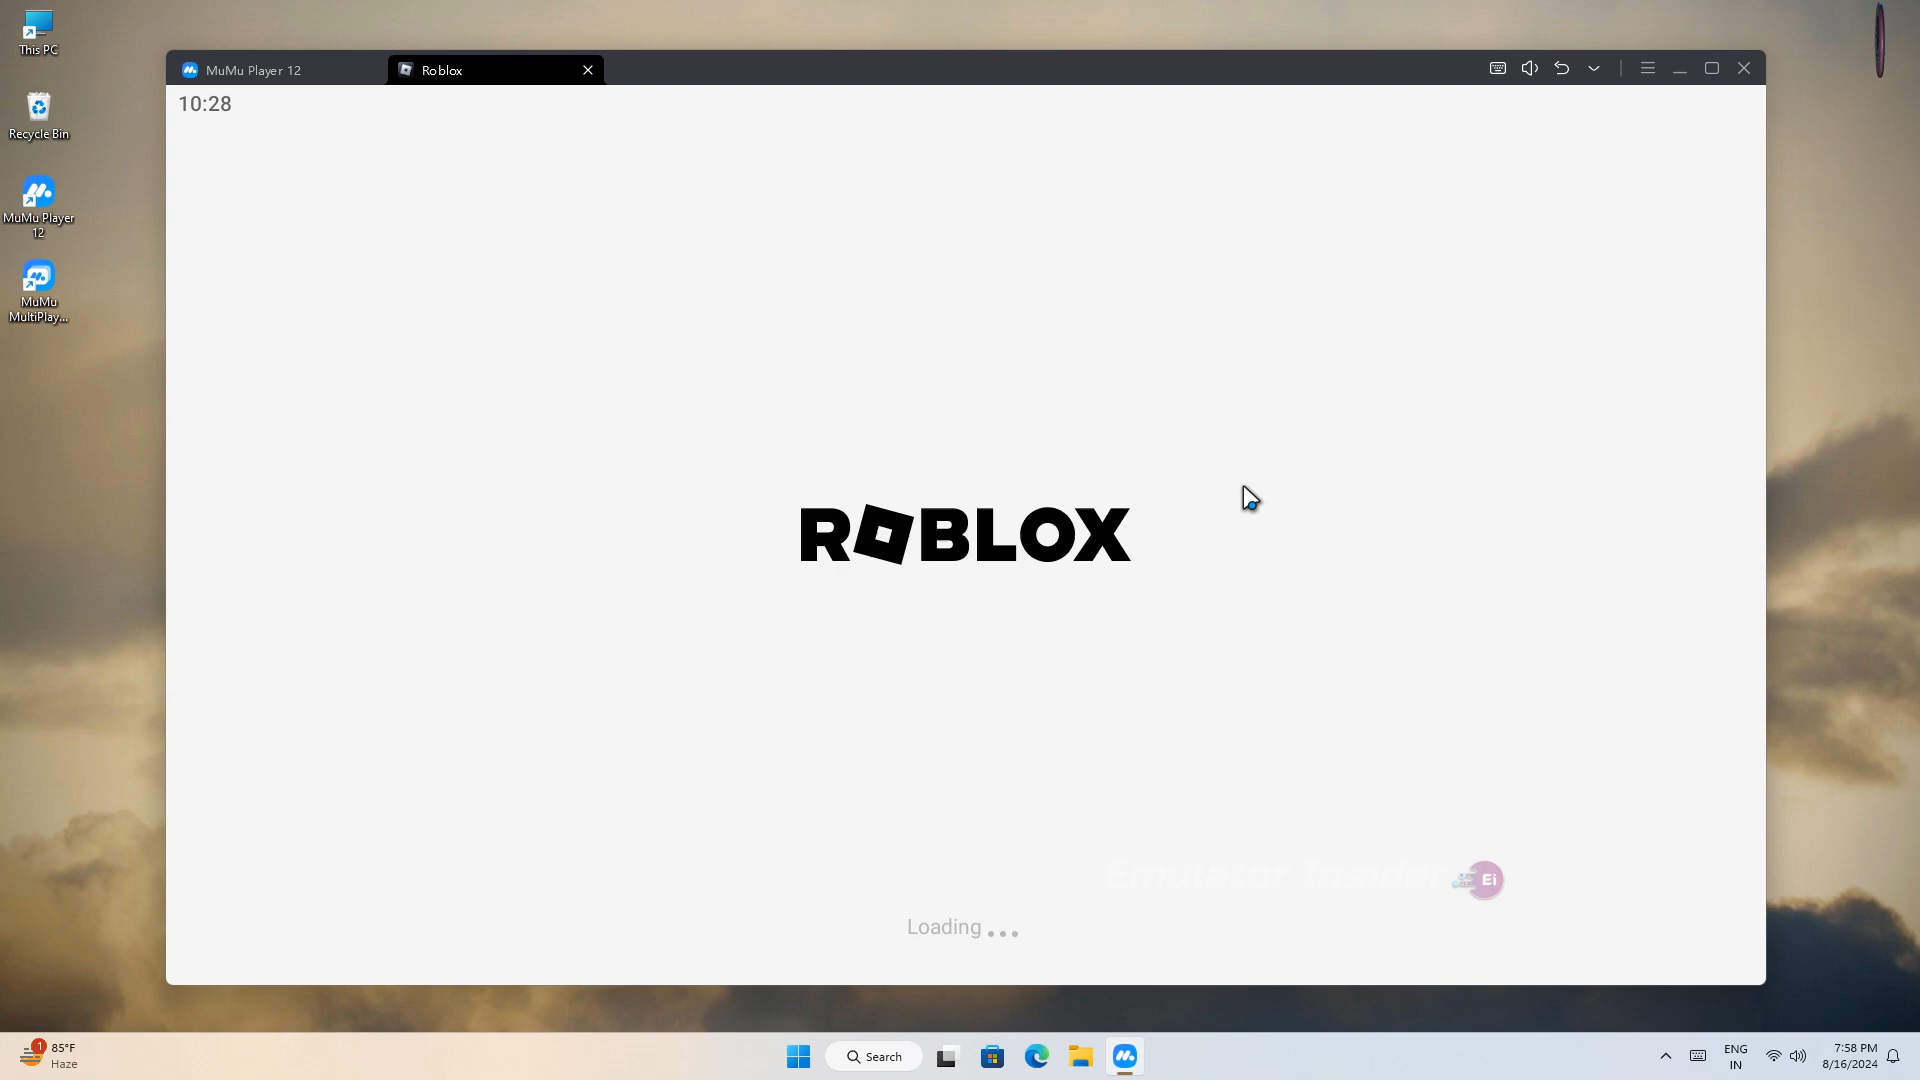 This PC
Recycle Bin
MuMu Player
12
MuMu
MultiPlay...
MuMu Player 12
Roblox
10:28
ROBLOX
Emulator Insider
Ei
Loading...
1
85°F
Haze
Search
ENG
IN
7:58 PM
8/16/2024